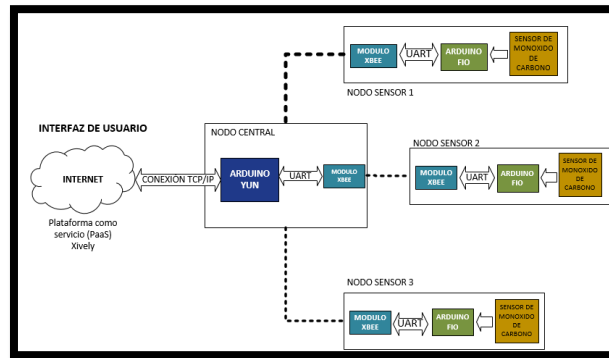 MODULO
XBEE
UART
ARDUINO
FIO
SENSOR DE
MONOXIDO
DE
CARBONO
NODO SENSOR 1
INTERFAZ DE USUARIO
NODO CENTRAL
INTERNET
CONEXIÓN TCP/IP
ARDUINO
YUN
UART
MODULO
XBEE
Plataforma como
servicio (PaaS)
Xively
NODO SENSOR 2
MODULO
XBEE
UART
ARDUINO
FIO
SENSOR DE
MONOXIDO
DE
CARBONO
NODO SENSOR 3
MODULO
XBEE
UART
ARDUINO
FIO
SENSOR DE
MONOXIDO
DE
CARBONO